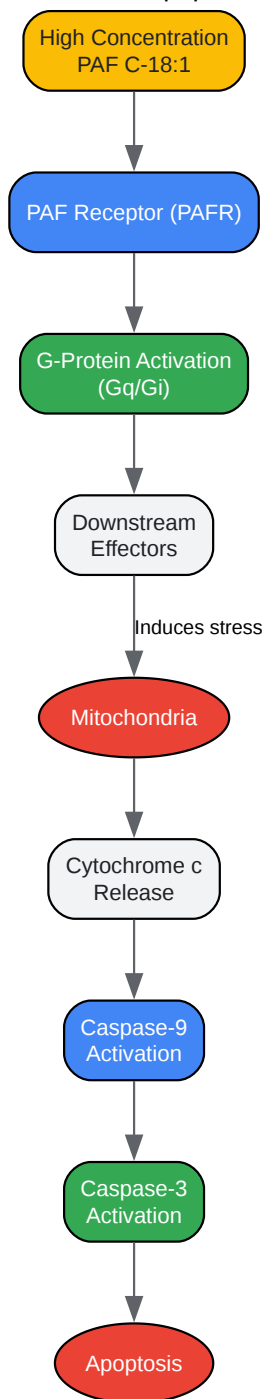 High Concentration
PAF C-18:1
PAF Receptor (PAFR)
G-Protein Activation
(Gq/Gi)
Downstream
Effectors
Induces stress
Mitochondria
Cytochrome c
Release
Caspase-9
Activation
Caspase-3
Activation
Apoptosis